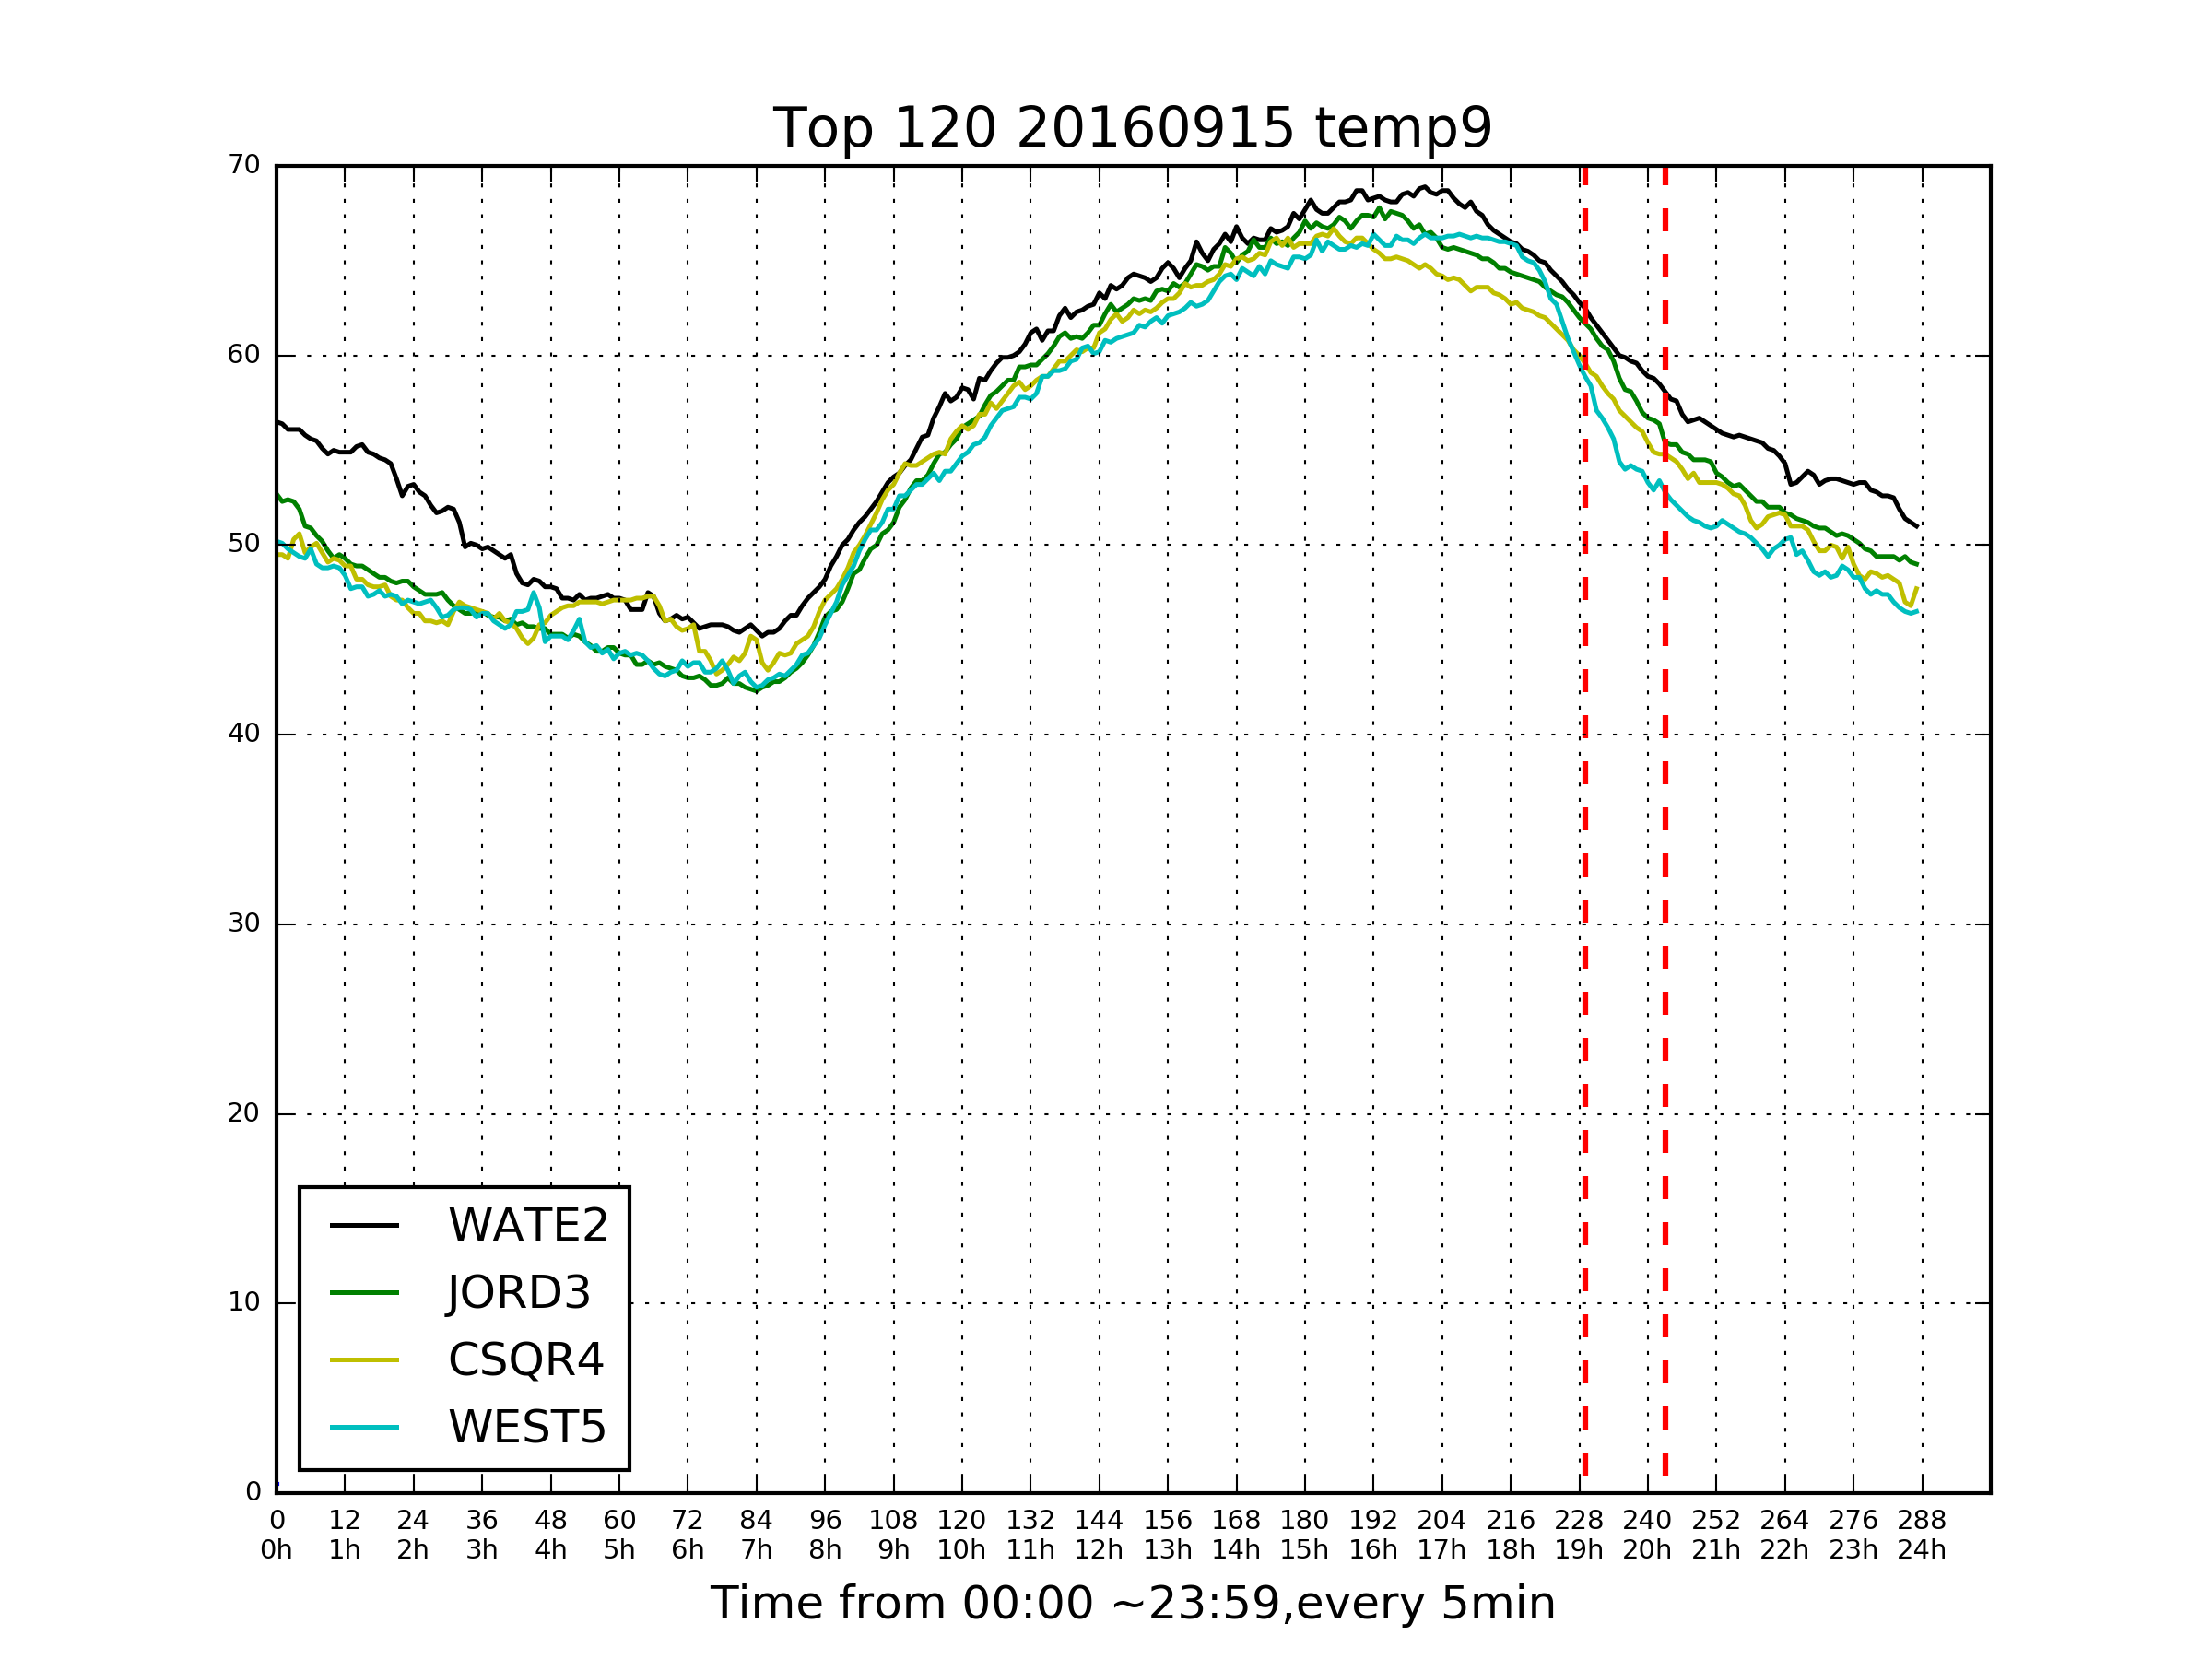 Top 120 20160915 temp9
70
60
50
40
30
20
10
0
WATE2
JORD3
CSQR4
WEST5
0 12 24 36 48 60 72 84 96 108 120 132 144 156 168 180 192 204 216 228 240 252 264 276 288
0h 1h 2h 3h 4h 5h 6h 7h 8h 9h 10h 11h 12h 13h 14h 15h 16h 17h 18h 19h 20h 21h 22h 23h 24h
Time from 00:00 ~23:59,every 5min